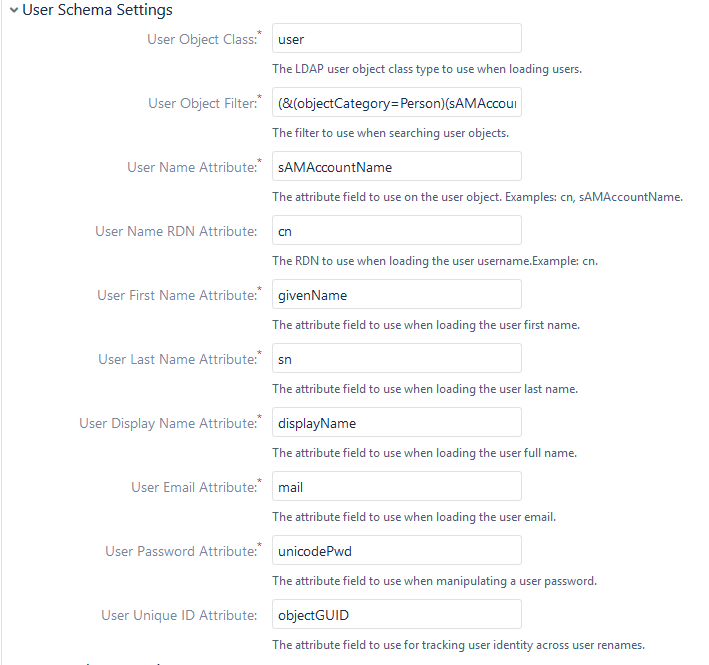 User Schema Settings
User Object Class:* user
The LDAP user object class type to use when loading users.
User Object Filter:* (&(objectCategory=Person)(sAMAccou
The filter to use when searching user objects.
User Name Attribute:* sAMAccountName
The attribute field to use on the user object. Examples: cn, sAMAccountName.
User Name RDN Attribute: cn
The RDN to use when loading the user username.Example: cn.
User First Name Attribute:* givenName
The attribute field to use when loading the user first name.
User Last Name Attribute:* sn
The attribute field to use when loading the user last name.
User Display Name Attribute:* displayName
The attribute field to use when loading the user full name.
User Email Attribute:* mail
The attribute field to use when loading the user email.
User Password Attribute:* unicodePwd
The attribute field to use when manipulating a user password.
User Unique ID Attribute: objectGUID
The attribute field to use for tracking user identity across user renames.